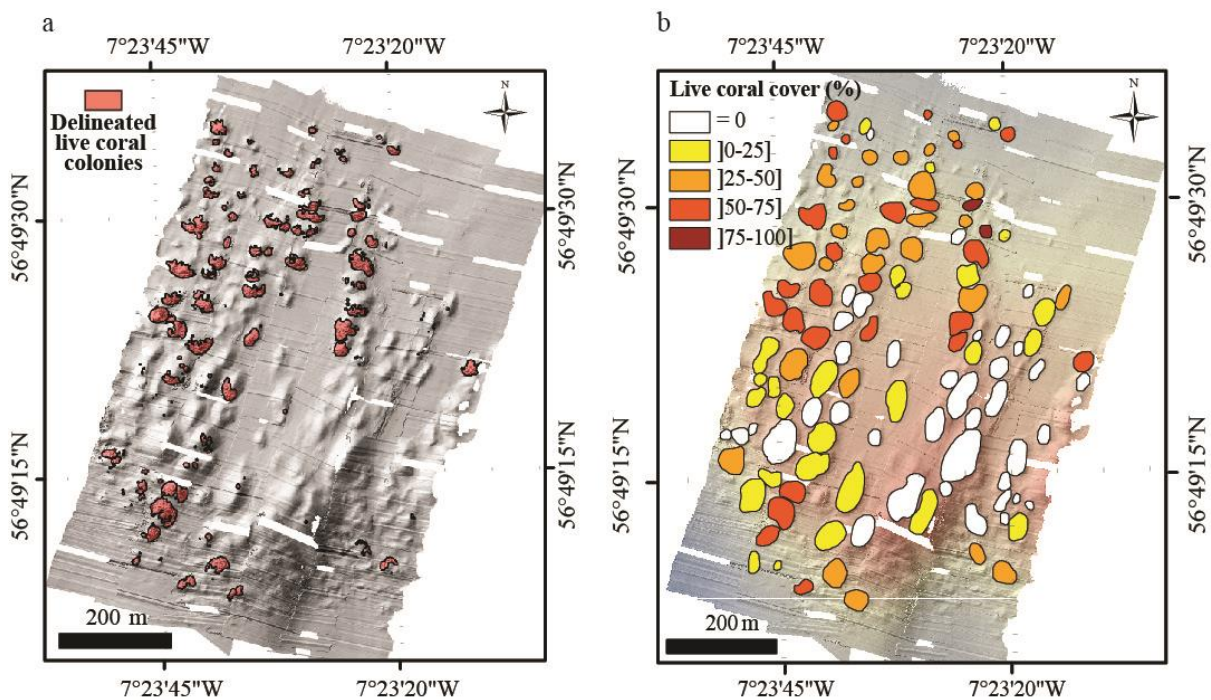 a
7°23'45"W
7°23'20"W
N
Delineated
live coral
colonies
56°49'30"N
56°49'30"N
56°49'15"N
56°49'15"N
200 m
7°23'45"W
7°23'20"W
b
7°23'45"W
7°23'20"W
N
Live coral cover (%)
= 0
]0-25]
]25-50]
]50-75]
]75-100]
56°49'30"N
56°49'30"N
56°49'15"N
56°49'15"N
200 m
7°23'45"W
7°23'20"W